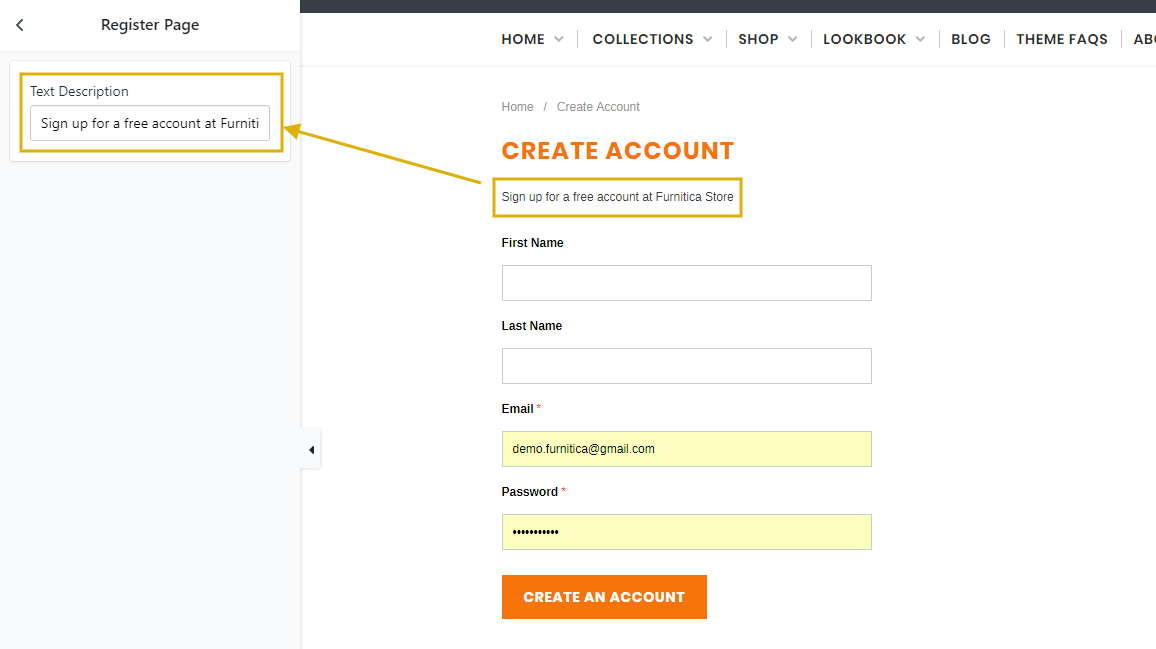 Register Page
Text Description
Sign up for a free account at Furniti
HOME COLLECTIONS SHOP LOOKBOOK BLOG THEME FAQS ABO
Home / Create Account
CREATE ACCOUNT
Sign up for a free account at Furnitica Store
First Name
Last Name
Email *
demo.furnitica@gmail.com
Password *
•••••••••••
CREATE AN ACCOUNT